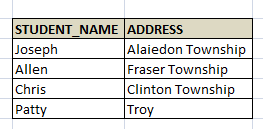 STUDENT_NAME ADDRESS
Joseph Alaiedon Township
Allen Fraser Township
Chris Clinton Township
Patty Troy